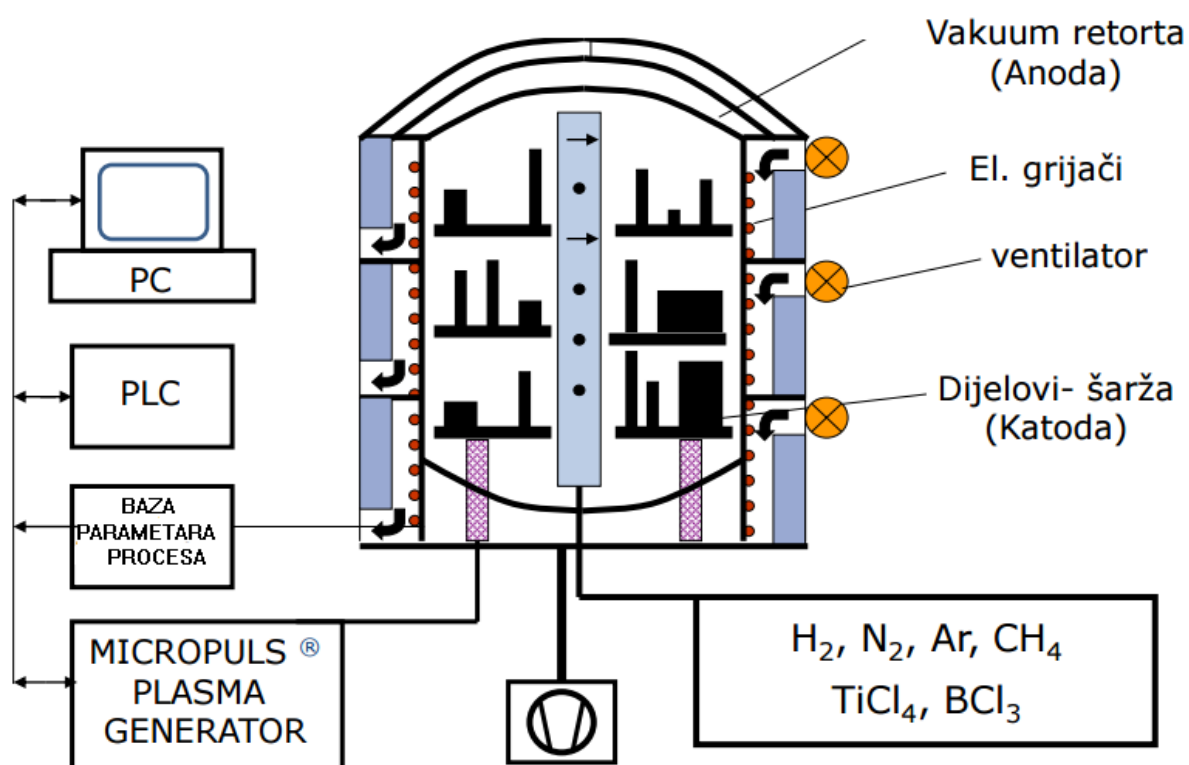 Vakuum retorta
(Anoda)
El. grijači
ventilator
Dijelovi- šarža
(Katoda)
PC
PLC
BAZA
PARAMETARA
PROCESA
MICROPULS ®
PLASMA
GENERATOR
H₂, N₂, Ar, CH₄
TiCl₄, BCl₃